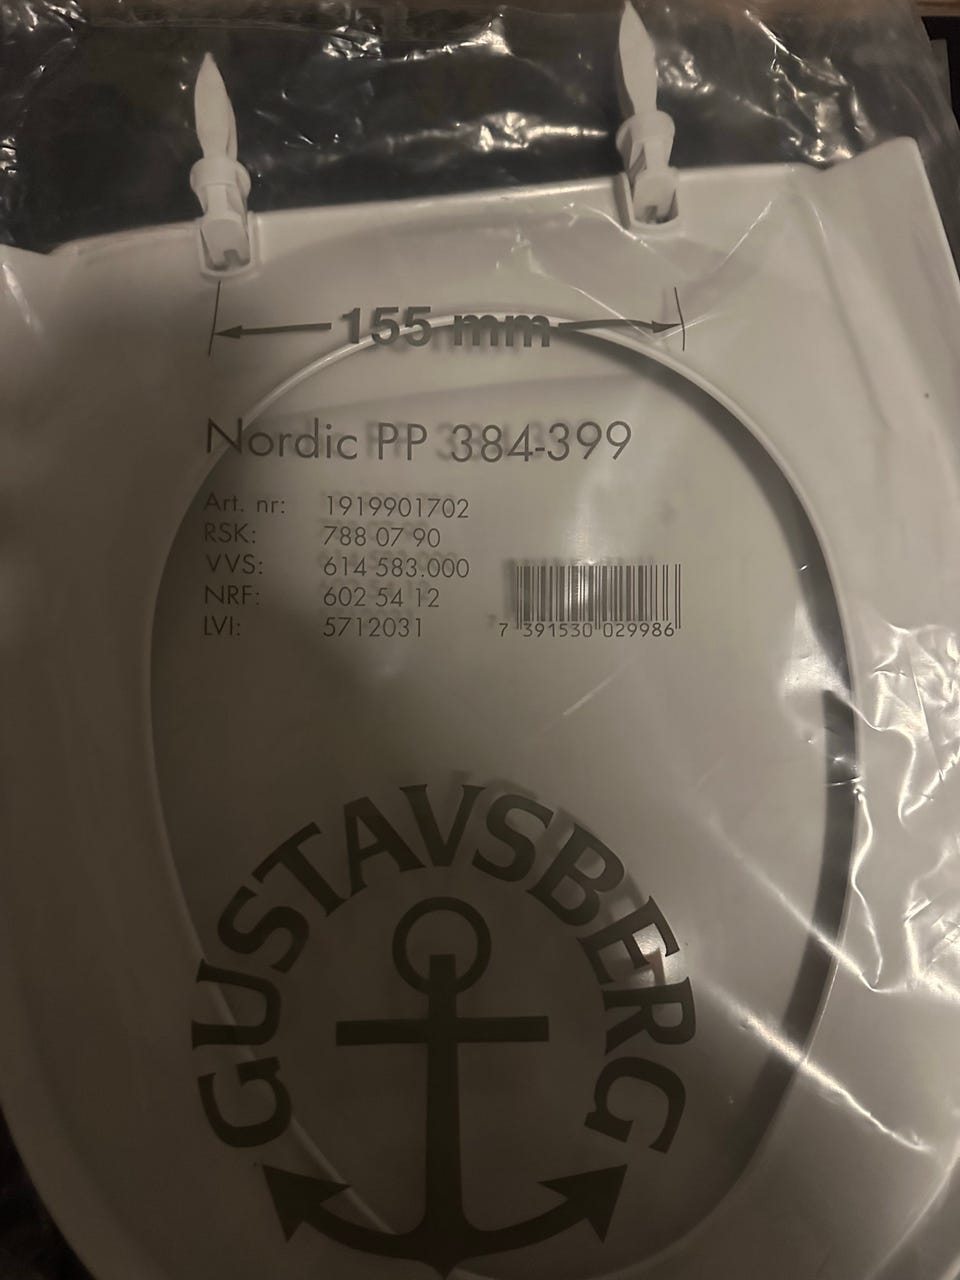 155 mm
Nordic PP 384-399
Art. nr: 1919901702
RSK: 788 07 90
VVS: 614 583.000
NRF: 602 54 12
LVI: 5712031
7 391530 029986
GUSTAVSBERG